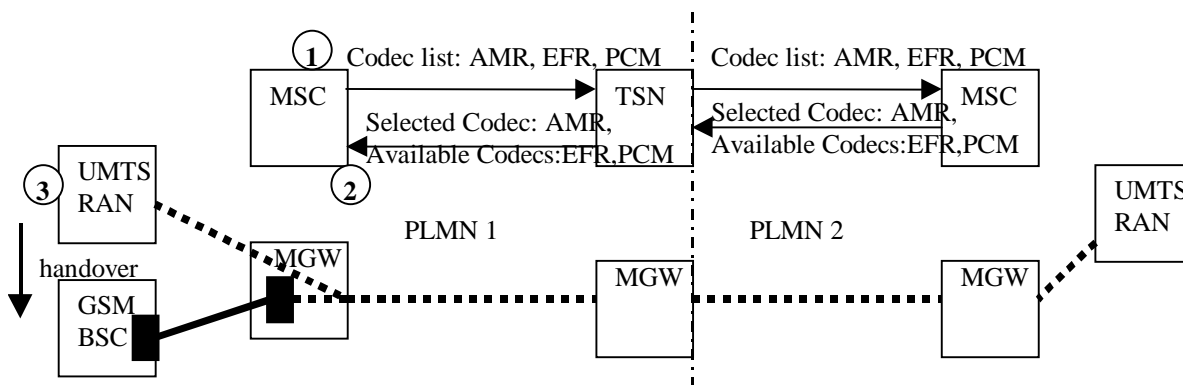 1
Codec list: AMR, EFR, PCM
Codec list: AMR, EFR, PCM
MSC
TSN
MSC
Selected Codec: AMR,
Available Codecs:EFR,PCM
Selected Codec: AMR,
Available Codecs:EFR,PCM
2
3
UMTS
RAN
UMTS
RAN
PLMN 1
PLMN 2
handover
MGW
MGW
MGW
GSM
BSC